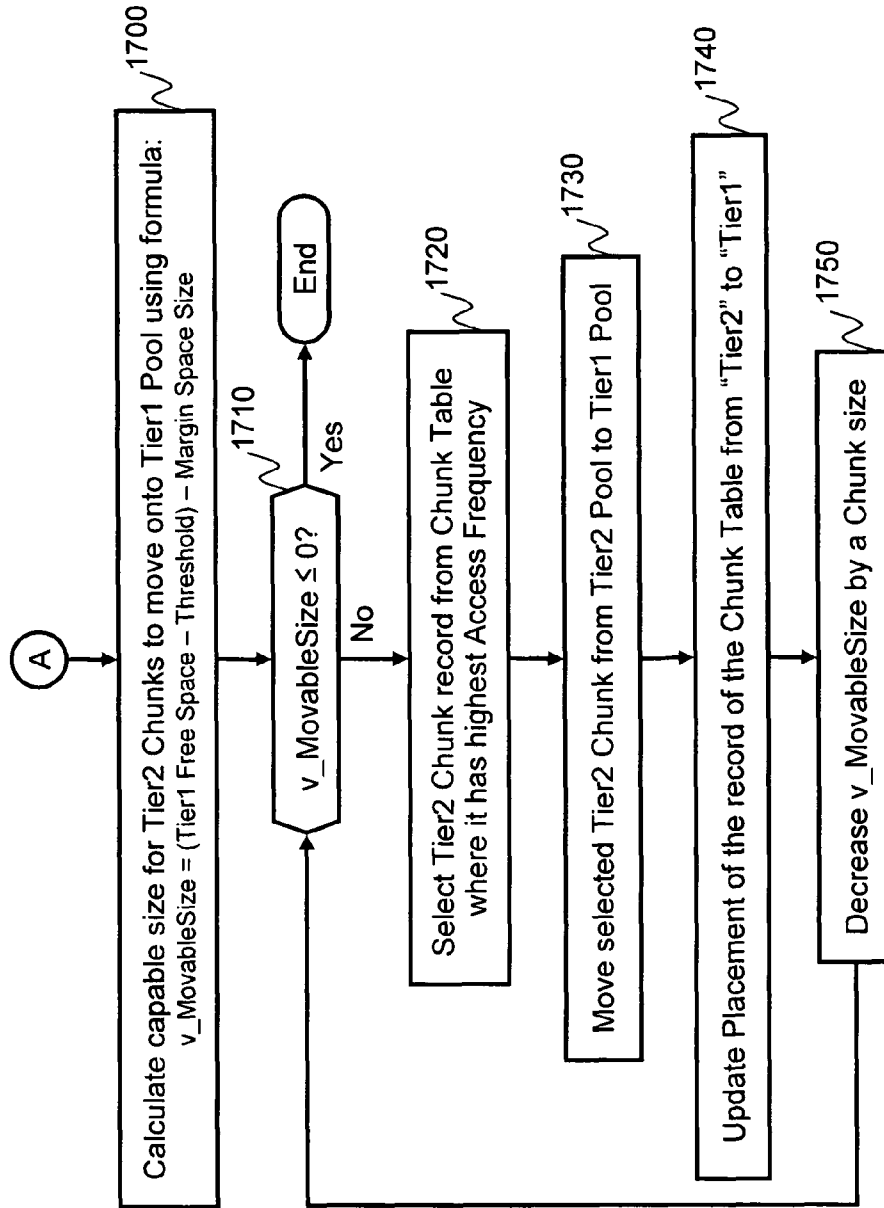 A
1700
Calculate capable size for Tier2 Chunks to move onto Tier1 Pool using formula:
v_MovableSize = (Tier1 Free Space – Threshold) – Margin Space Size
1710
v_MovableSize ≤ 0?
Yes
End
No
1720
Select Tier2 Chunk record from Chunk Table
where it has highest Access Frequency
1730
Move selected Tier2 Chunk from Tier2 Pool to Tier1 Pool
1740
Update Placement of the record of the Chunk Table from “Tier2” to “Tier1”
1750
Decrease v_MovableSize by a Chunk size